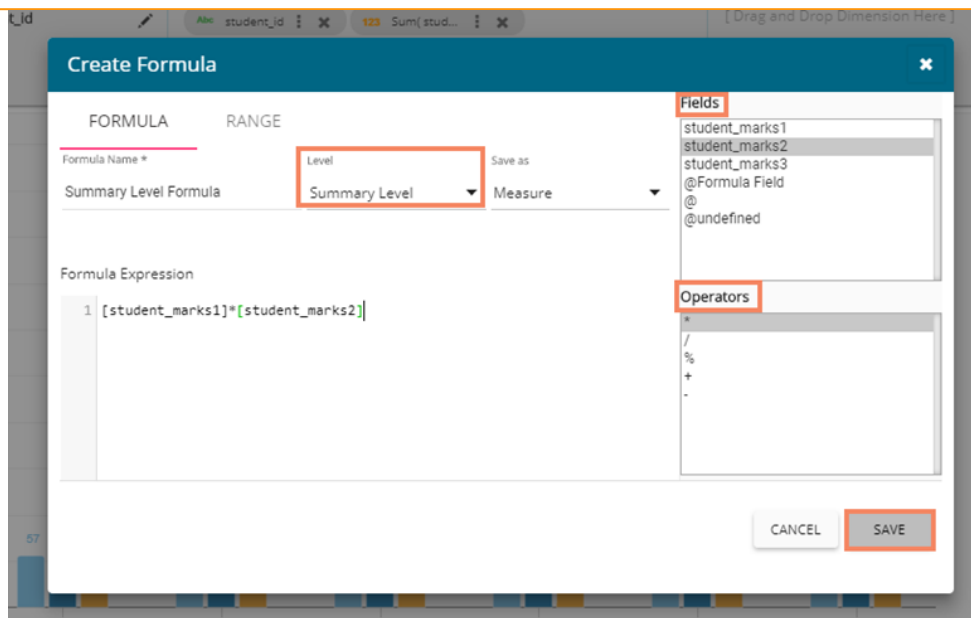 t_id Abc student_id 123 Sum( stud... [ Drag and Drop Dimension Here ]
Create Formula
FORMULA RANGE
Formula Name * Level Save as
Summary Level Formula Summary Level Measure
Fields
student_marks1
student_marks2
student_marks3
@Formula Field
@
@undefined
Formula Expression
1 [student_marks1]*[student_marks2]
Operators
*
/
%
+
-
CANCEL SAVE
57